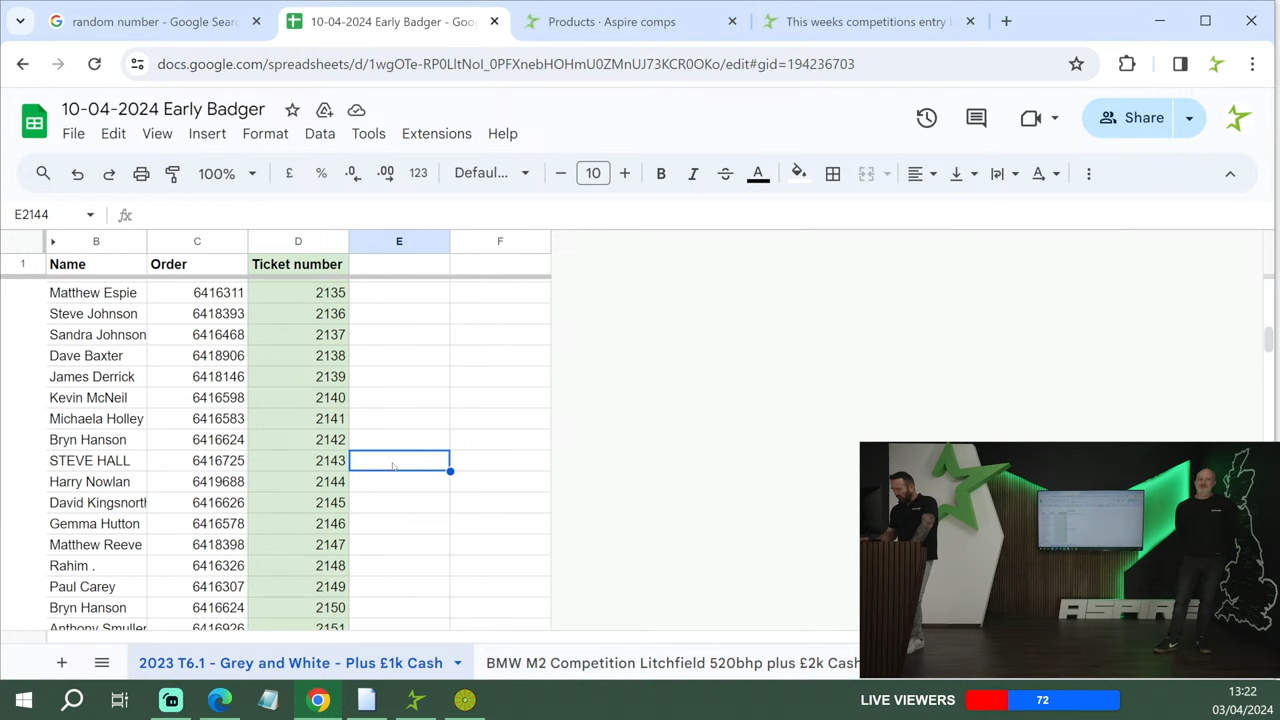 random number - Google Sear
10-04-2024 Early Badger - Goo
Products · Aspire comps
This weeks competitions entry l
docs.google.com/spreadsheets/d/1wgOTe-RP0LltNol_0PFXnebHOHmU0ZMnUJ73KCR0OKo/edit#gid=194236703
10-04-2024 Early Badger
File Edit View Insert Format Data Tools Extensions Help
Share
100% £ % .0 .00 123 Defaul... 10 B I A A
E2144 fx
B C D E F
1 Name Order Ticket number
Matthew Espie 6416311 2135
Steve Johnson 6418393 2136
Sandra Johnson 6416468 2137
Dave Baxter 6418906 2138
James Derrick 6418146 2139
Kevin McNeil 6416598 2140
Michaela Holley 6416583 2141
Bryn Hanson 6416624 2142
STEVE HALL 6416725 2143
Harry Nowlan 6419688 2144
David Kingsnorth 6416626 2145
Gemma Hutton 6416578 2146
Matthew Reeve 6418398 2147
Rahim . 6416326 2148
Paul Carey 6416307 2149
Bryn Hanson 6416624 2150
Anthony Smuller 6416926 2151
ASPIRE
2023 T6.1 - Grey and White - Plus £1k Cash
BMW M2 Competition Litchfield 520bhp plus £2k Cash
LIVE VIEWERS 72
13:22
03/04/2024